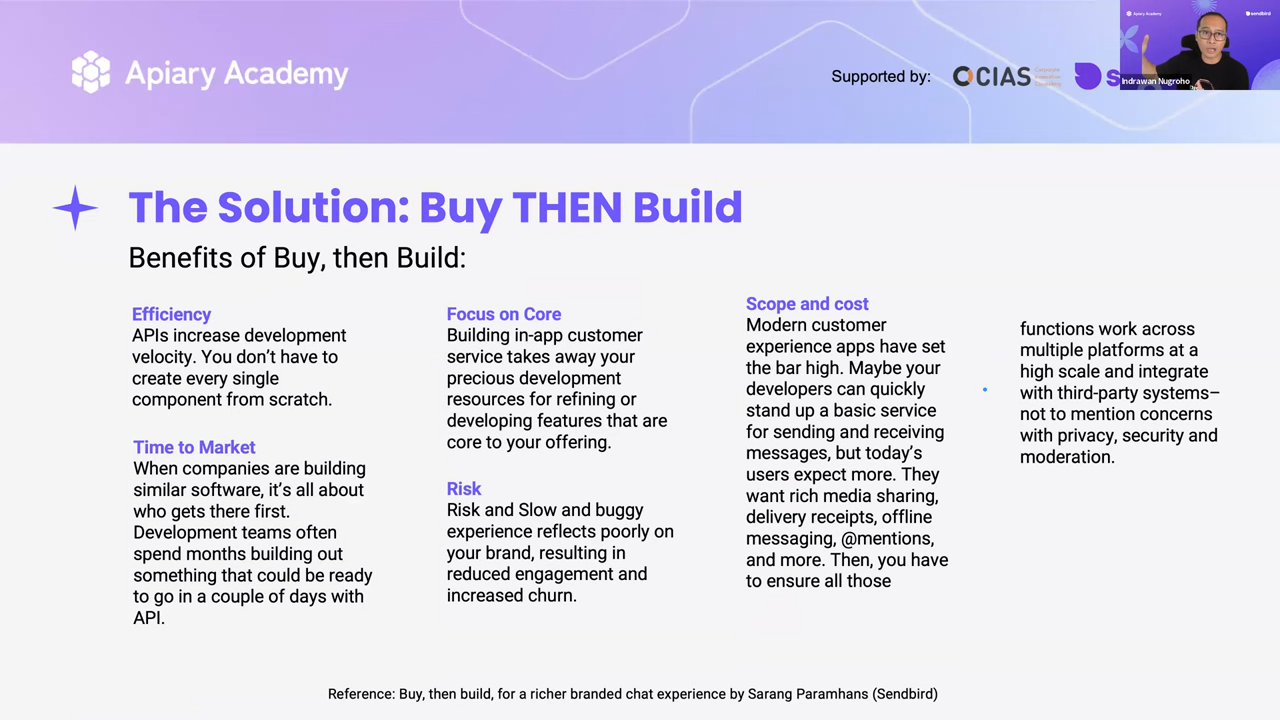 Apiary Academy
Supported by:
CIAS
S
Apiary Academy
sendbird
Indrawan Nugroho
The Solution: Buy THEN Build
Benefits of Buy, then Build:
Efficiency
APIs increase development
velocity. You don’t have to
create every single
component from scratch.
Time to Market
When companies are building
similar software, it’s all about
who gets there first.
Development teams often
spend months building out
something that could be ready
to go in a couple of days with
API.
Focus on Core
Building in-app customer
service takes away your
precious development
resources for refining or
developing features that are
core to your offering.
Risk
Risk and Slow and buggy
experience reflects poorly on
your brand, resulting in
reduced engagement and
increased churn.
Scope and cost
Modern customer
experience apps have set
the bar high. Maybe your
developers can quickly
stand up a basic service
for sending and receiving
messages, but today’s
users expect more. They
want rich media sharing,
delivery receipts, offline
messaging, @mentions,
and more. Then, you have
to ensure all those
functions work across
multiple platforms at a
high scale and integrate
with third-party systems–
not to mention concerns
with privacy, security and
moderation.
Reference: Buy, then build, for a richer branded chat experience by Sarang Paramhans (Sendbird)